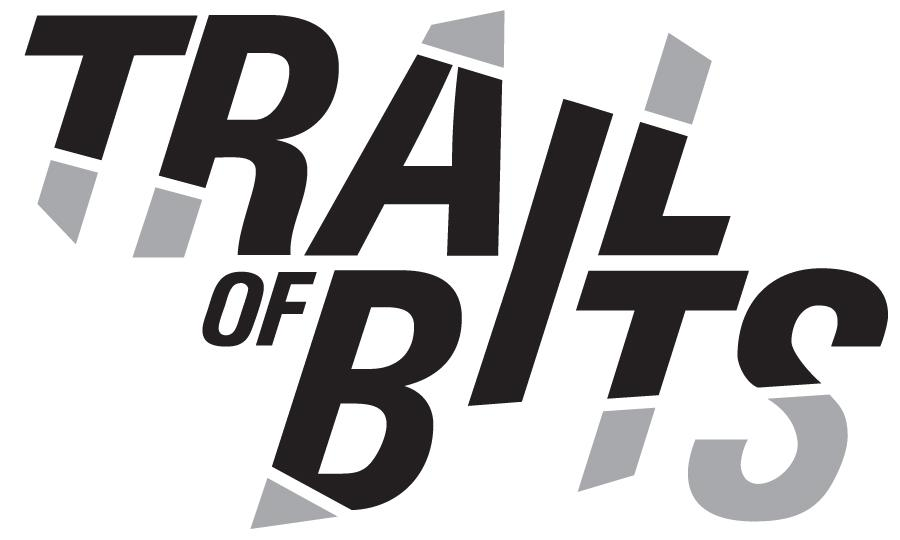 TRAIL
OF BITS